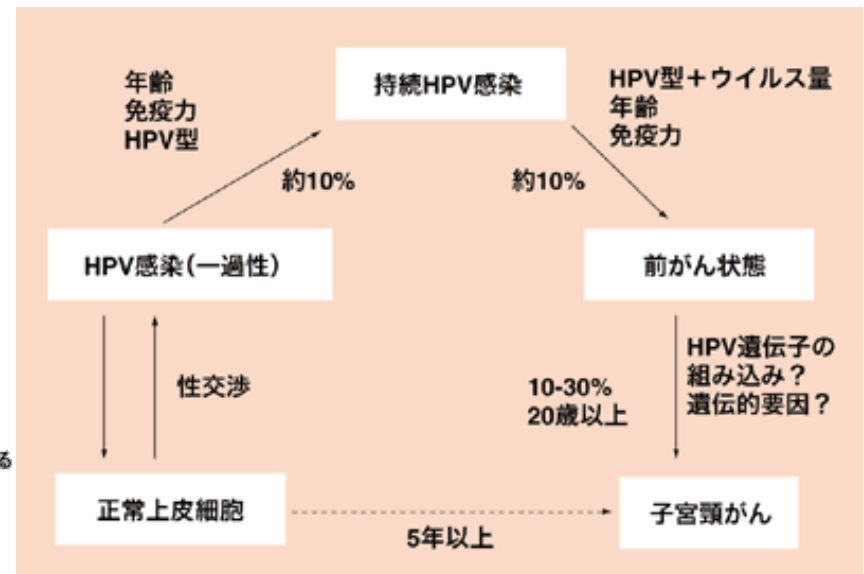 年齢
免疫力
HPV型
持続HPV感染
HPV型+ウイルス量
年齢
免疫力
約10%
約10%
HPV感染(一過性)
前がん状態
性交渉
HPV遺伝子の
組み込み?
遺伝的要因?
10-30%
20歳以上
る
正常上皮細胞
子宮頸がん
5年以上